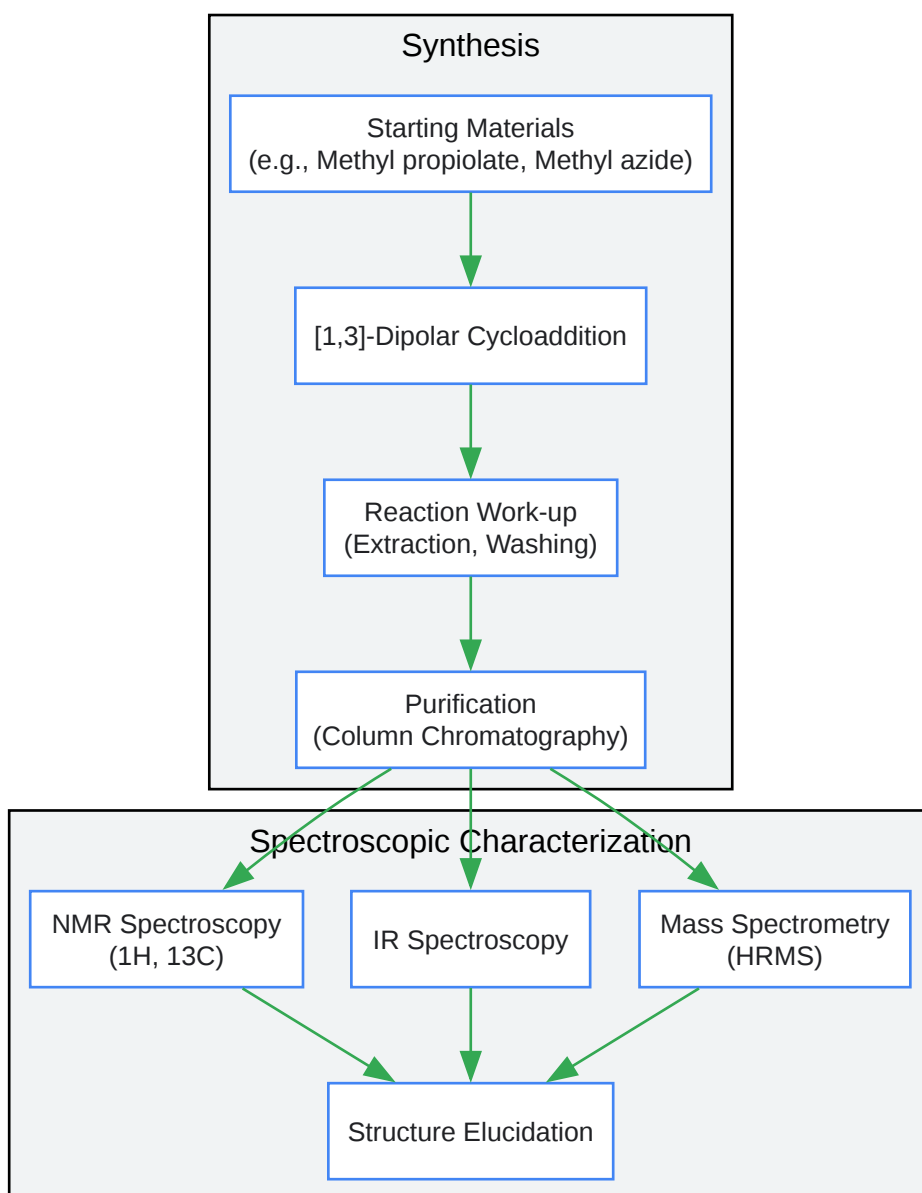 Synthesis
Starting Materials
(e.g., Methyl propiolate, Methyl azide)
[1,3]-Dipolar Cycloaddition
Reaction Work-up
(Extraction, Washing)
Purification
(Column Chromatography)
Spectroscopic Characterization
NMR Spectroscopy
(1H, 13C)
IR Spectroscopy
Mass Spectrometry
(HRMS)
Structure Elucidation